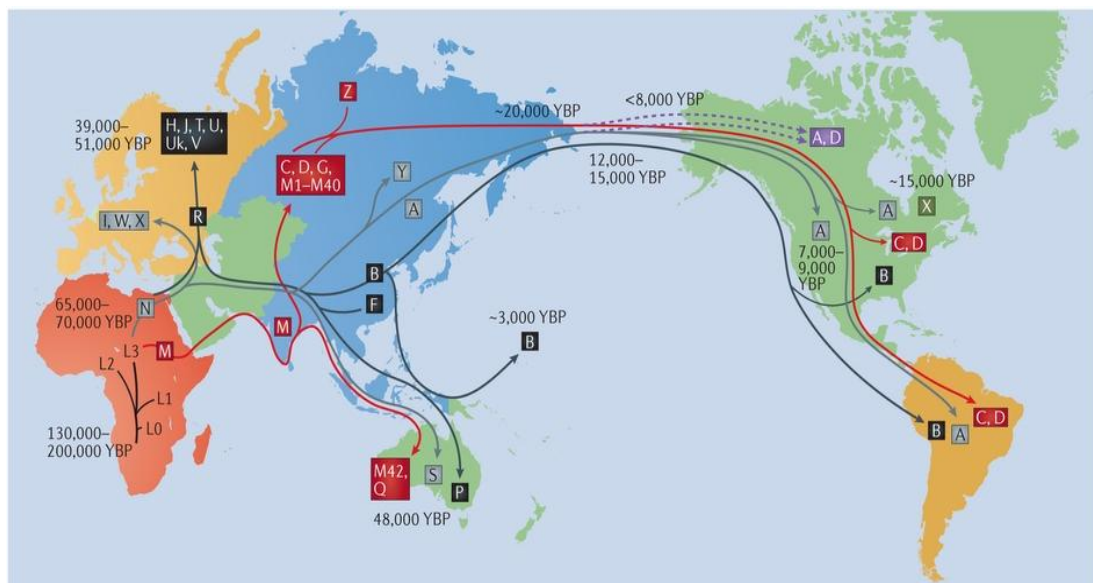 Z
~20,000 YBP
<8,000 YBP
39,000–
51,000 YBP
H, J, T, U,
Uk, V
A, D
12,000–
15,000 YBP
C, D, G,
M1–M40
Y
A
~15,000 YBP
A
X
I, W, X
R
A
C, D
7,000–
9,000
YBP
B
B
65,000–
70,000 YBP
N
F
M
~3,000 YBP
B
L3
M
L2
L1
L0
130,000–
200,000 YBP
C, D
B
A
M42,
Q
S
P
48,000 YBP